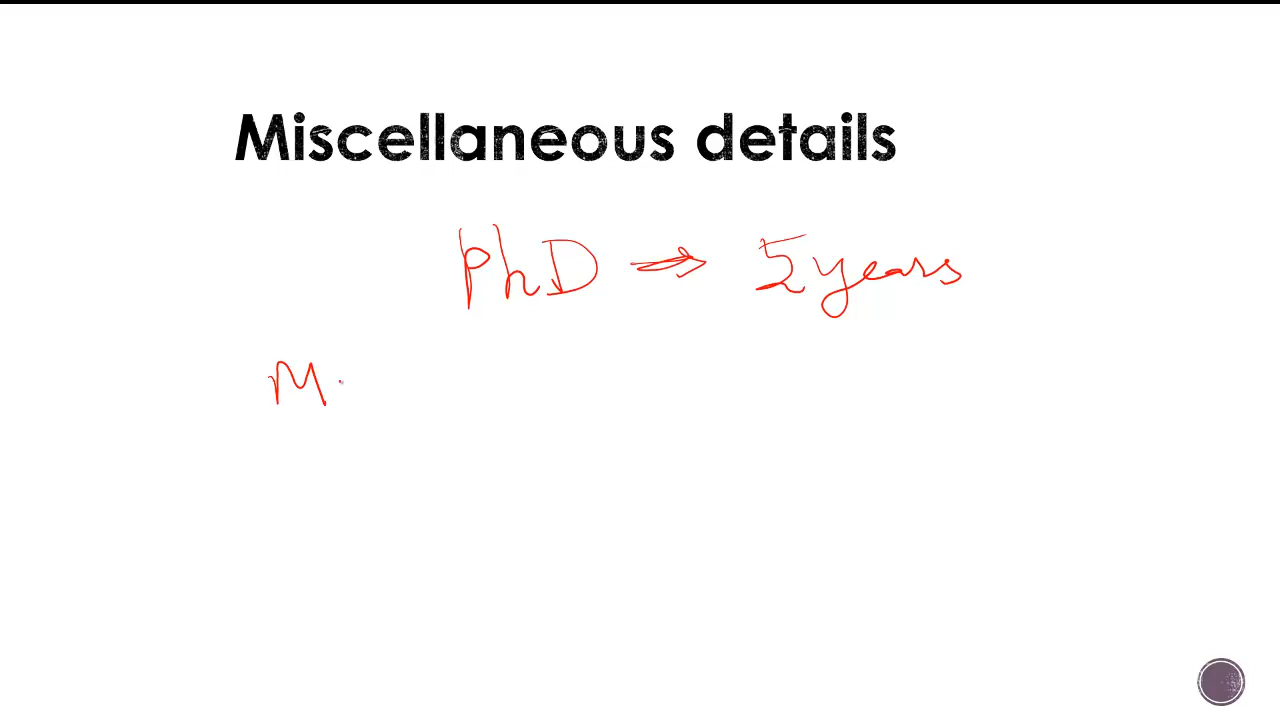 Miscellaneous details
PhD → 5 years
M.